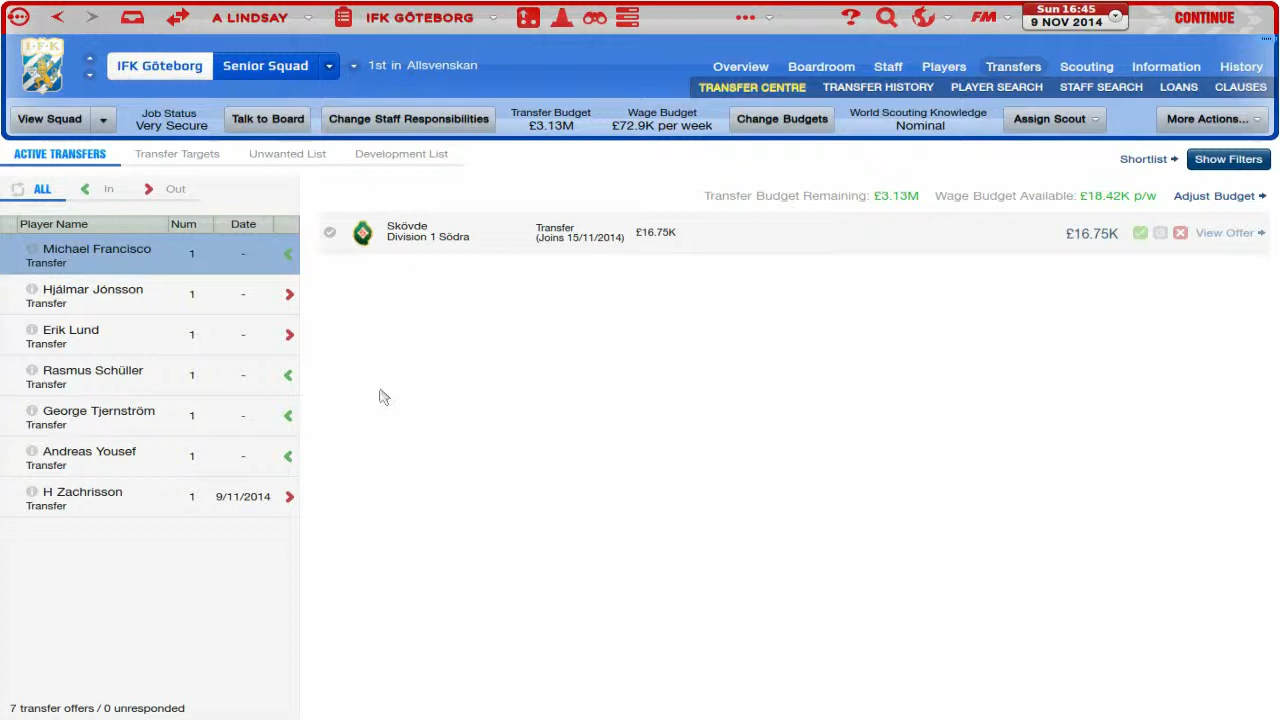 A LINDSAY
IFK GÖTEBORG
FM
Sun 16:45
9 NOV 2014
CONTINUE
I.F.K
IFK Göteborg
Senior Squad
1st in Allsvenskan
Overview
Boardroom
Staff
Players
Transfers
Scouting
Information
History
TRANSFER CENTRE
TRANSFER HISTORY
PLAYER SEARCH
STAFF SEARCH
LOANS
CLAUSES
View Squad
Job Status
Very Secure
Talk to Board
Change Staff Responsibilities
Transfer Budget
£3.13M
Wage Budget
£72.9K per week
Change Budgets
World Scouting Knowledge
Nominal
Assign Scout
More Actions...
ACTIVE TRANSFERS
Transfer Targets
Unwanted List
Development List
Shortlist
Show Filters
ALL
In
Out
Transfer Budget Remaining: £3.13M
Wage Budget Available: £18.42K p/w
Adjust Budget
Player Name
Num
Date
Michael Francisco
Transfer
1
-
Hjálmar Jónsson
Transfer
1
-
Erik Lund
Transfer
1
-
Rasmus Schüller
Transfer
1
-
George Tjernström
Transfer
1
-
Andreas Yousef
Transfer
1
-
H Zachrisson
Transfer
1
9/11/2014
Skövde
Division 1 Södra
Transfer
(Joins 15/11/2014)
£16.75K
£16.75K
View Offer
7 transfer offers / 0 unresponded